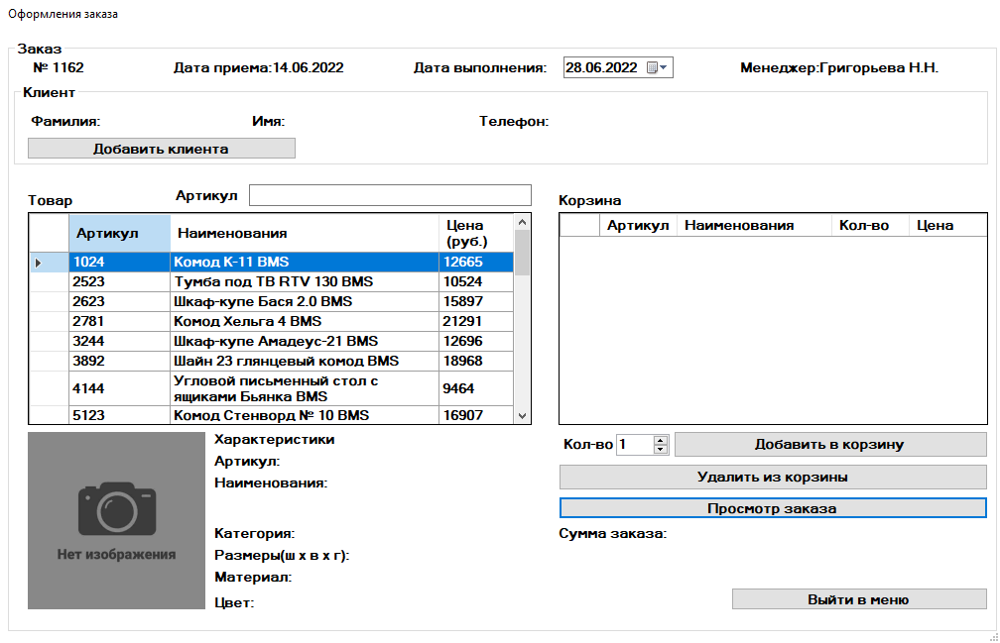 Оформления заказа
Заказ
№ 1162 Дата приема:14.06.2022 Дата выполнения: 28.06.2022 Менеджер:Григорьева Н.Н.
Клиент
Фамилия: Имя: Телефон:
Добавить клиента
Товар Артикул
Артикул Наименования Цена (руб.)
1024 Комод К-11 BMS 12665
2523 Тумба под ТВ RTV 130 BMS 10524
2623 Шкаф-купе Бася 2.0 BMS 15897
2781 Комод Хельга 4 BMS 21291
3244 Шкаф-купе Амадеус-21 BMS 12696
3892 Шайн 23 глянцевый комод BMS 18968
4144 Угловой письменный стол с
ящиками Бьянка BMS 9464
5123 Комод Стенворд № 10 BMS 16907
Корзина
Артикул Наименования Кол-во Цена
Кол-во 1 Добавить в корзину
Удалить из корзины
Просмотр заказа
Сумма заказа:
Выйти в меню
Нет изображения
Характеристики
Артикул:
Наименования:
Категория:
Размеры(ш х в х г):
Материал:
Цвет: